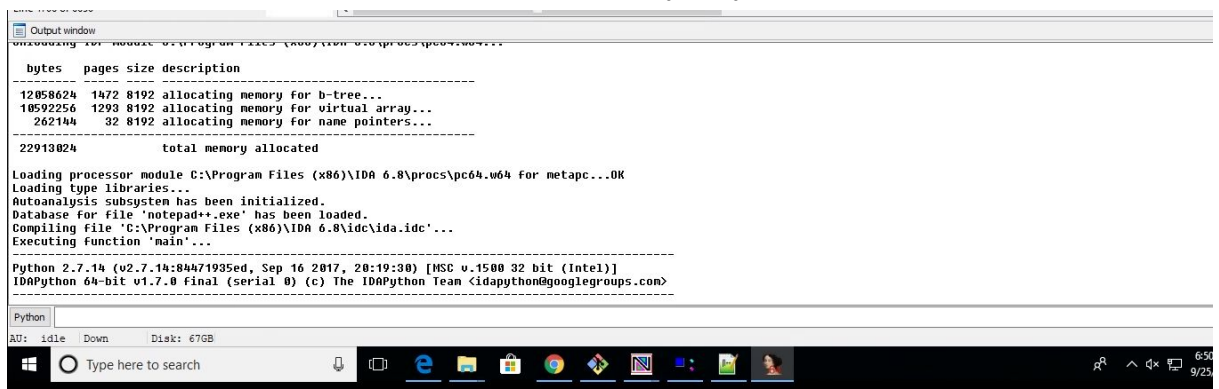 Output window
bytes pages size description
--------- ----- ---- --------------------------------------------
12058624 1472 8192 allocating memory for b-tree...
10592256 1293 8192 allocating memory for virtual array...
262144 32 8192 allocating memory for name pointers...
-----------------------------------------------------------------
22913024 total memory allocated
Loading processor module C:\Program Files (x86)\IDA 6.8\procs\pc64.w64 for metapc...OK
Loading type libraries...
Autoanalysis subsystem has been initialized.
Database for file 'notepad++.exe' has been loaded.
Compiling file 'C:\Program Files (x86)\IDA 6.8\idc\ida.idc'...
Executing function 'main'...
---------------------------------------------------------------------------------------------
Python 2.7.14 (v2.7.14:84471935ed, Sep 16 2017, 20:19:30) [MSC v.1500 32 bit (Intel)]
IDAPython 64-bit v1.7.0 final (serial 0) (c) The IDAPython Team <idapython@googlegroups.com>
---------------------------------------------------------------------------------------------
Python
AU: idle Down Disk: 67GB
Type here to search
6:50
9/25/